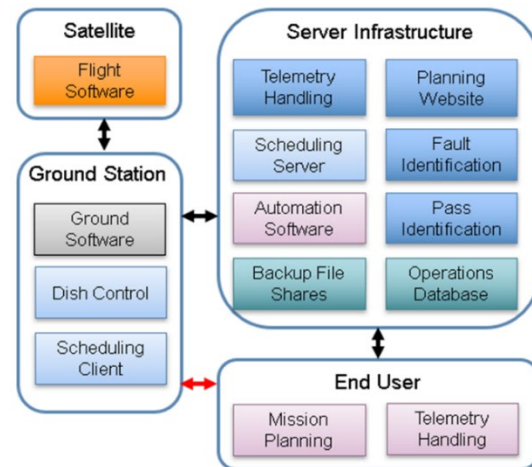 Satellite
Flight
Software
Ground Station
Ground
Software
Dish Control
Scheduling
Client
Server Infrastructure
Telemetry
Handling
Planning
Website
Scheduling
Server
Fault
Identification
Automation
Software
Pass
Identification
Backup File
Shares
Operations
Database
End User
Mission
Planning
Telemetry
Handling